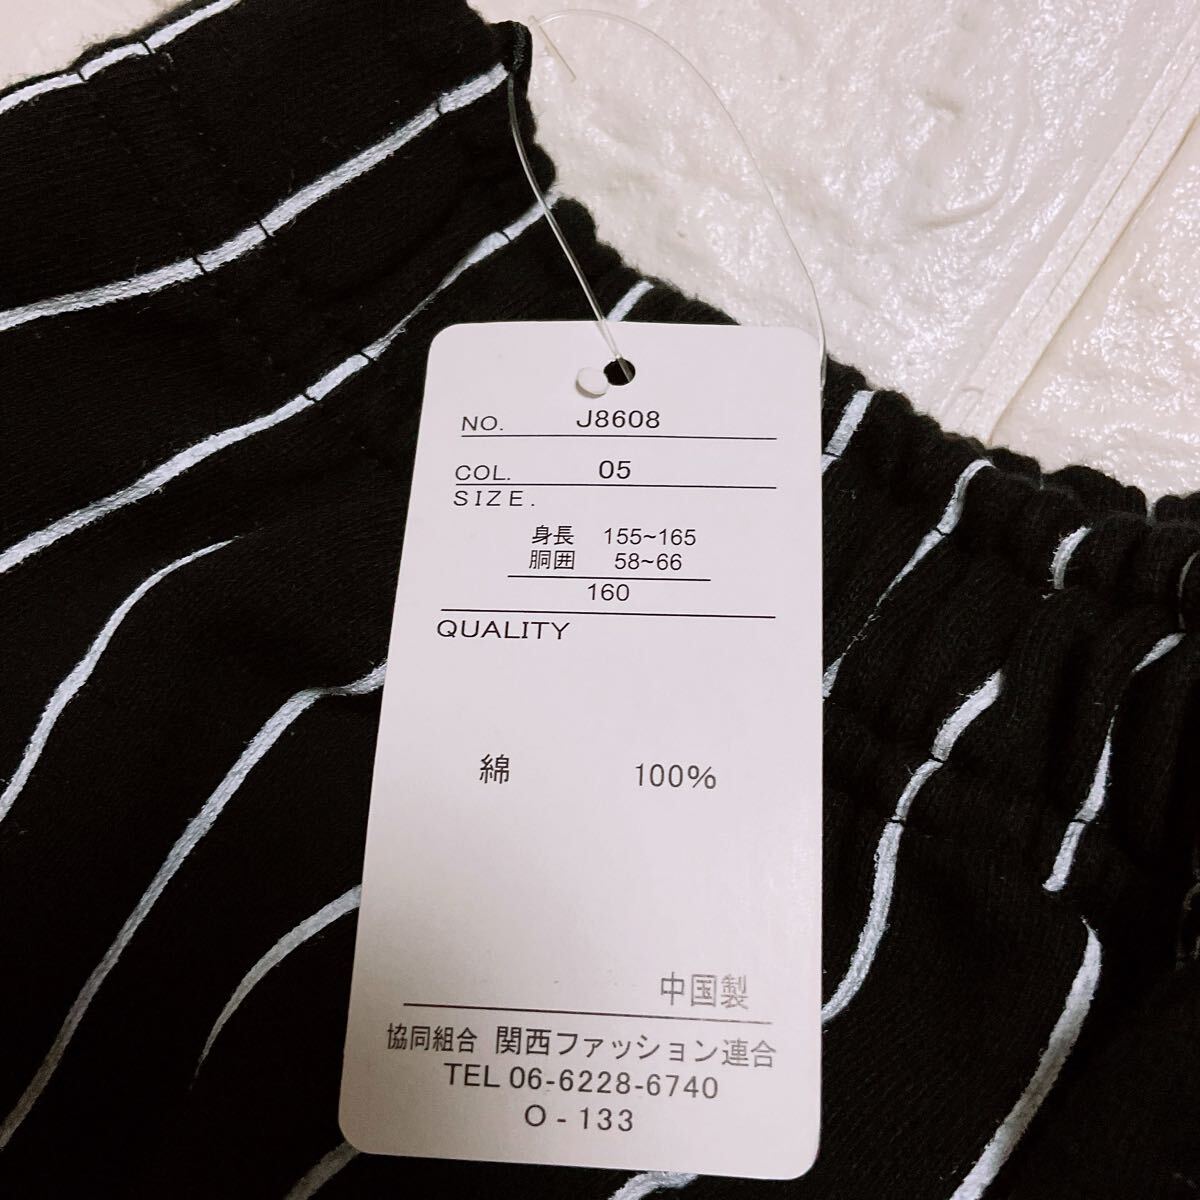 NO. J8608
COL. 05
SIZE.
身長 155~165
胴囲 58~66
160
QUALITY
綿 100%
中国製
協同組合 関西ファッション連合
TEL 06-6228-6740
O-133